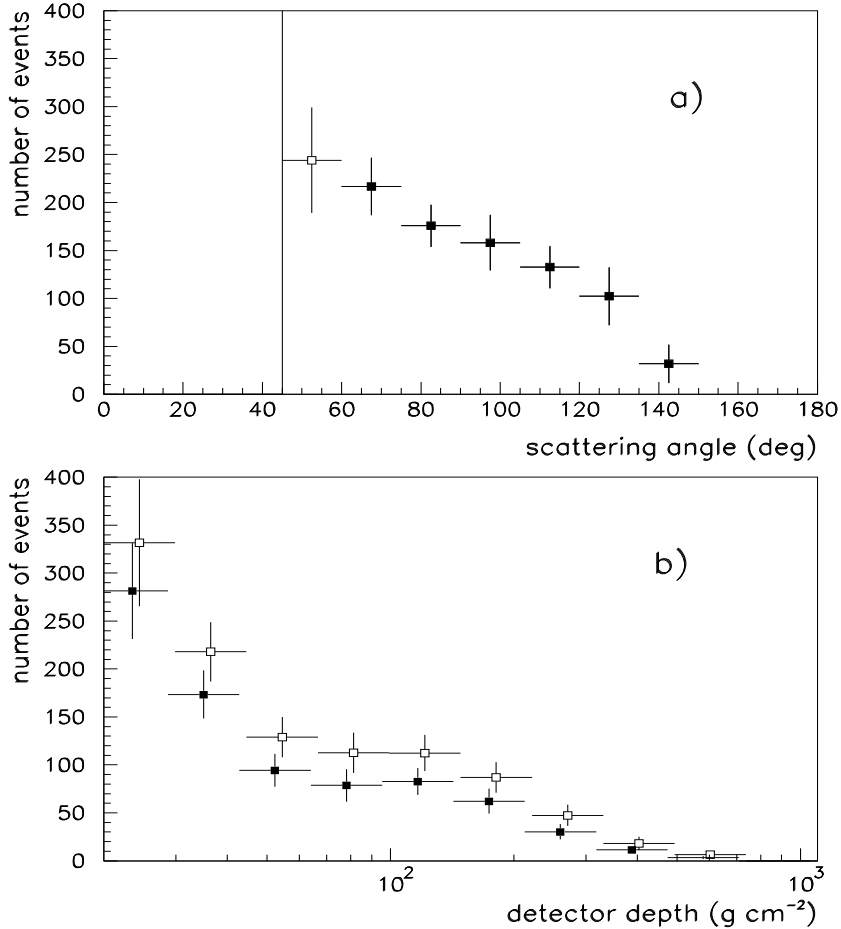 number of events
400
350
300
250
200
150
100
50
0
a)
0 20 40 60 80 100 120 140 160 180
scattering angle (deg)
number of events
400
350
300
250
200
150
100
50
0
b)
10² 10³
detector depth (g cm⁻²)